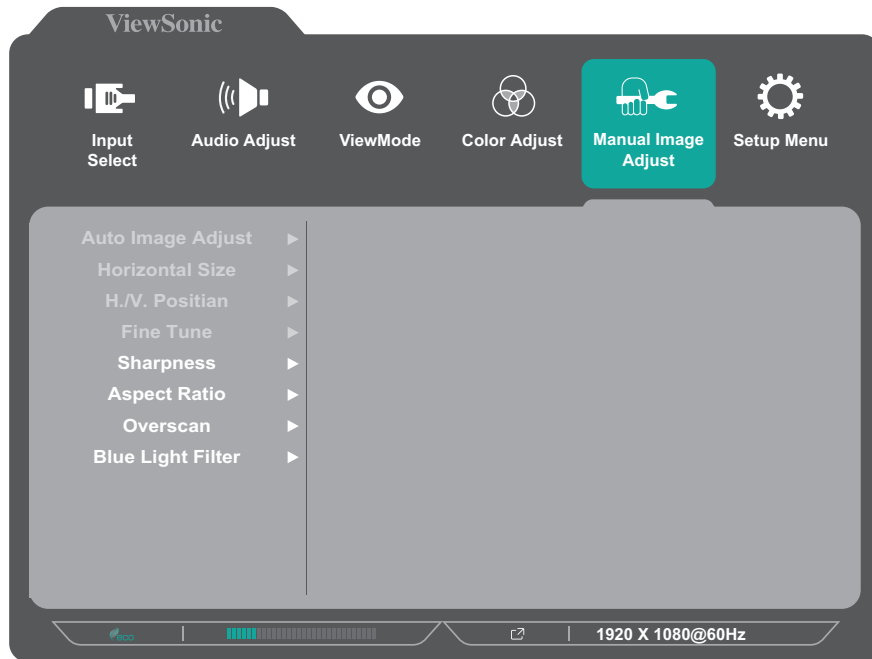 ViewSonic
Input
Select
Audio Adjust
ViewMode
Color Adjust
Manual Image
Adjust
Setup Menu
Auto Image Adjust
Horizontal Size
H./V. Positian
Fine Tune
Sharpness
Aspect Ratio
Overscan
Blue Light Filter
eco
1920 X 1080@60Hz